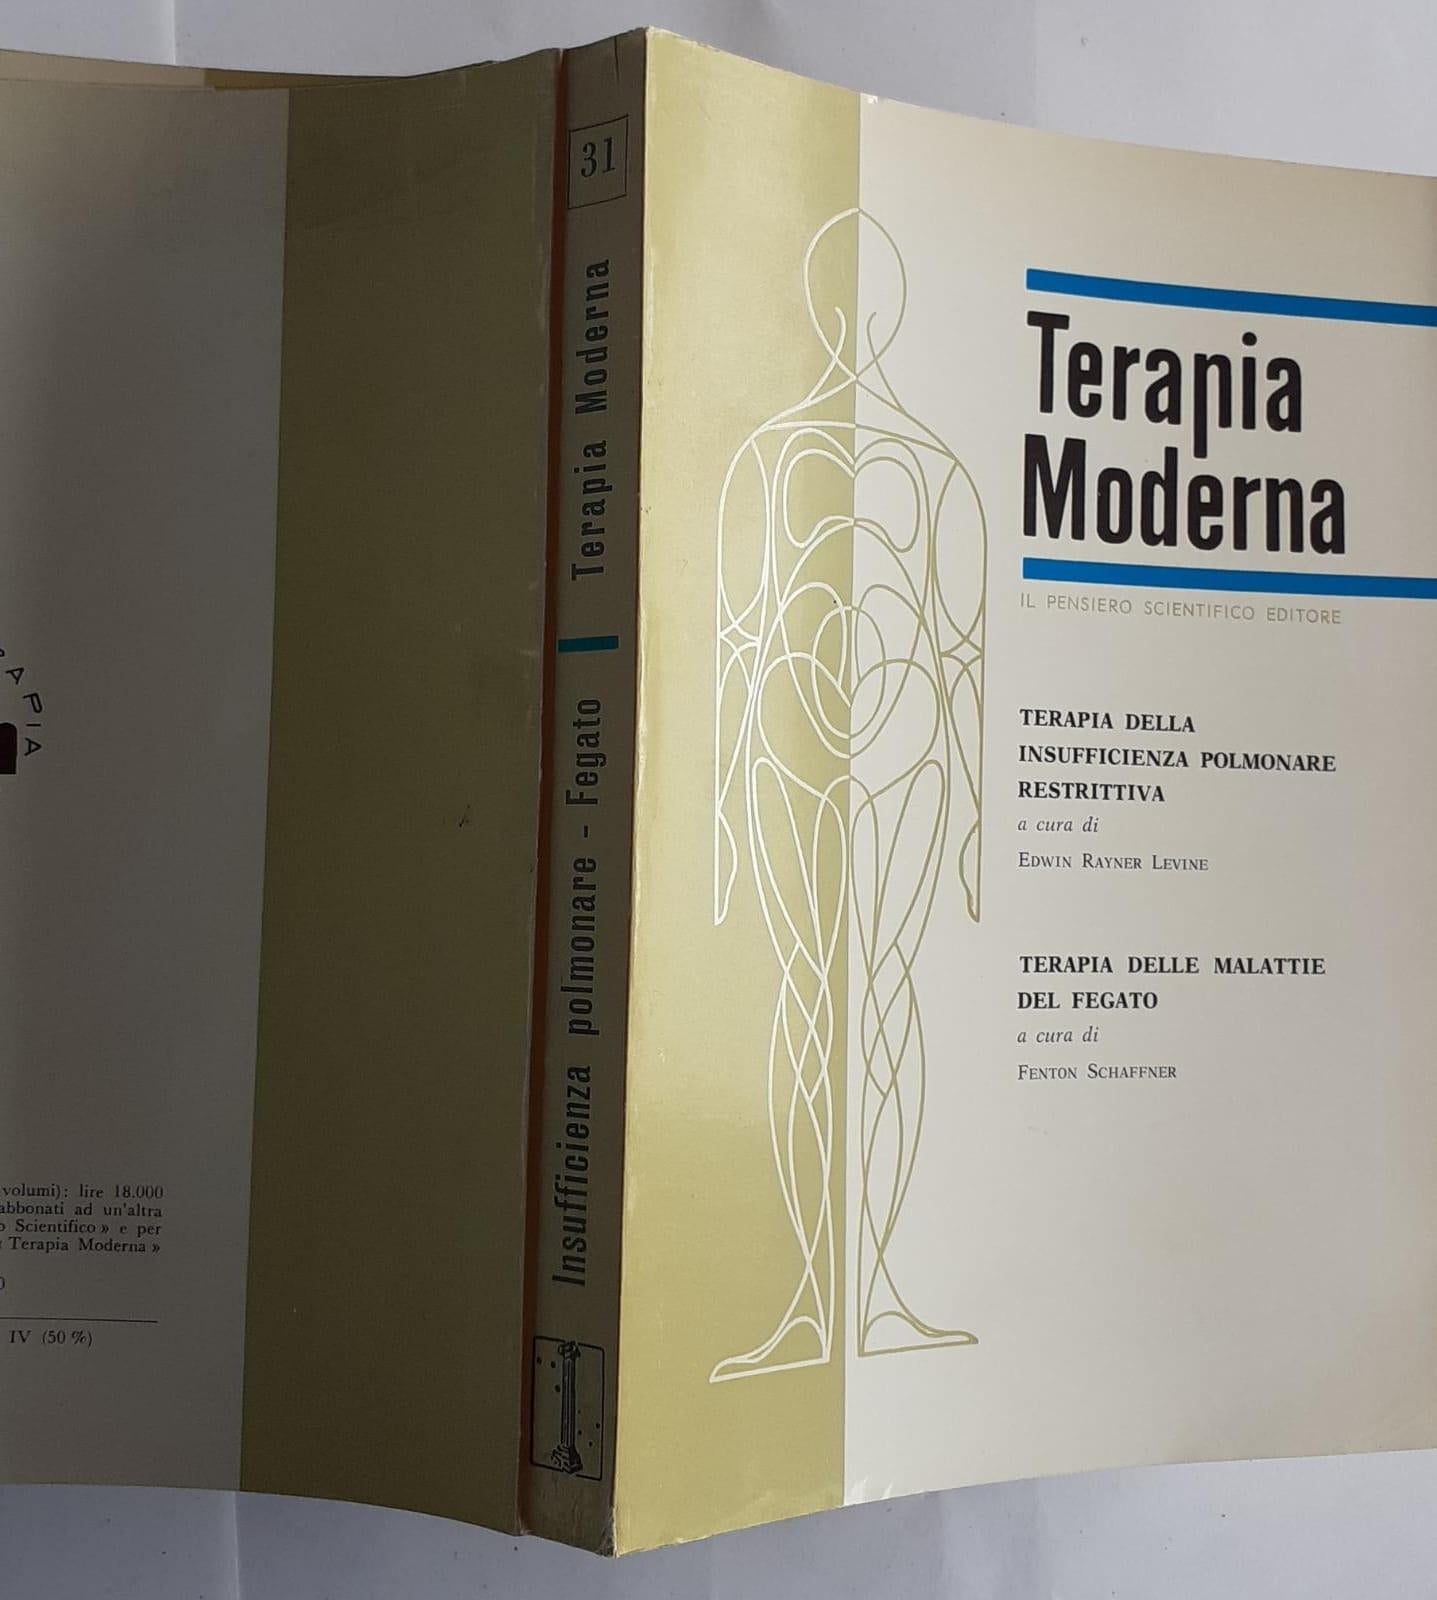 APIA
volumi): lire 18.000
abbonati ad un'altra
Scientifico» e per
Terapia Moderna»
IV (50 %)
31
Insufficienza polmonare - Fegato | Terapia Moderna
Terapia
Moderna
IL PENSIERO SCIENTIFICO EDITORE
TERAPIA DELLA
INSUFFICIENZA POLMONARE
RESTRITTIVA
a cura di
EDWIN RAYNER LEVINE
TERAPIA DELLE MALATTIE
DEL FEGATO
a cura di
FENTON SCHAFFNER